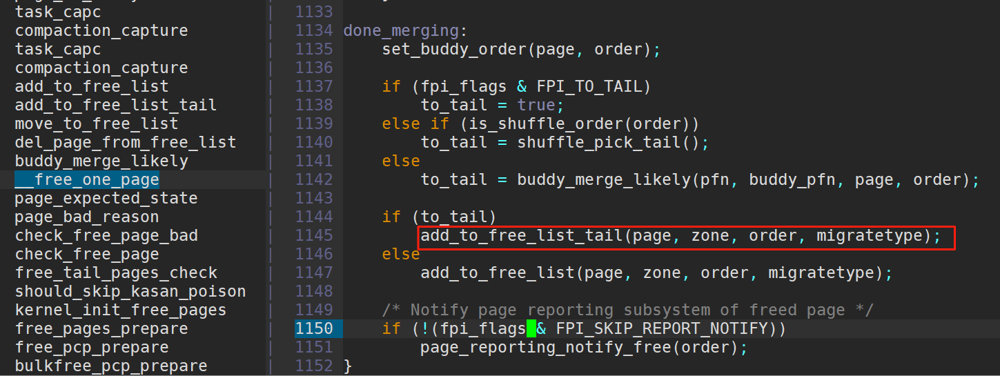 task_capc
compaction_capture
task_capc
compaction_capture
add_to_free_list
add_to_free_list_tail
move_to_free_list
del_page_from_free_list
buddy_merge_likely
__free_one_page
page_expected_state
page_bad_reason
check_free_page_bad
check_free_page
free_tail_pages_check
should_skip_kasan_poison
kernel_init_free_pages
free_pages_prepare
free_pcp_prepare
bulkfree_pcp_prepare
1133
1134 done_merging:
1135     set_buddy_order(page, order);
1136
1137     if (fpi_flags & FPI_TO_TAIL)
1138         to_tail = true;
1139     else if (is_shuffle_order(order))
1140         to_tail = shuffle_pick_tail();
1141     else
1142         to_tail = buddy_merge_likely(pfn, buddy_pfn, page, order);
1143
1144     if (to_tail)
1145         add_to_free_list_tail(page, zone, order, migratetype);
1146     else
1147         add_to_free_list(page, zone, order, migratetype);
1148
1149     /* Notify page reporting subsystem of freed page */
1150     if (!(fpi_flags & FPI_SKIP_REPORT_NOTIFY))
1151         page_reporting_notify_free(order);
1152 }